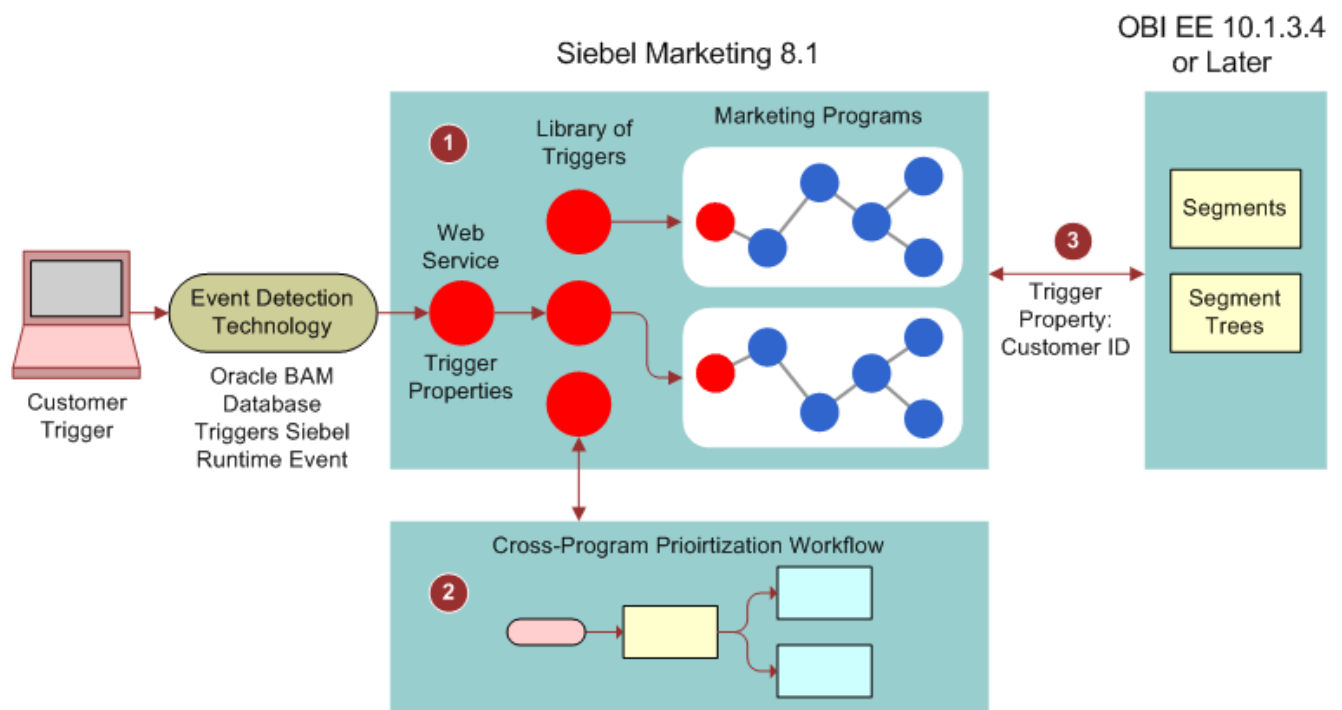 OBI EE 10.1.3.4
or Later
Siebel Marketing 8.1
1
Library of
Triggers
Marketing Programs
Web
Service
Trigger
Properties
Event Detection
Technology
Oracle BAM
Database
Triggers Siebel
Runtime Event
Customer
Trigger
3
Trigger
Property:
Customer ID
Segments
Segment
Trees
Cross-Program Prioirtization Workflow
2